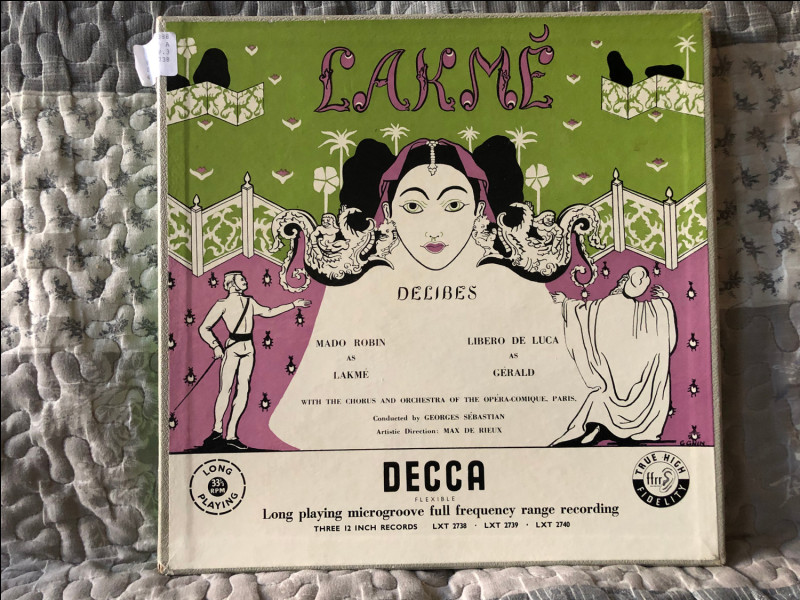 LAKMÉ
DELIBES
MADO ROBIN
AS
LAKMÉ
LIBERO DE LUCA
AS
GÉRALD
WITH THE CHORUS AND ORCHESTRA OF THE OPÉRA-COMIQUE, PARIS.
Conducted by GEORGES SÉBASTIAN
Artistic Direction: MAX DE RIEUX
LONG
33⅓
RPM
PLAYING
DECCA
FLEXIBLE
TRUE HIGH
ffrr
FIDELITY
Long playing microgroove full frequency range recording
THREE 12 INCH RECORDS LXT 2738 · LXT 2739 · LXT 2740